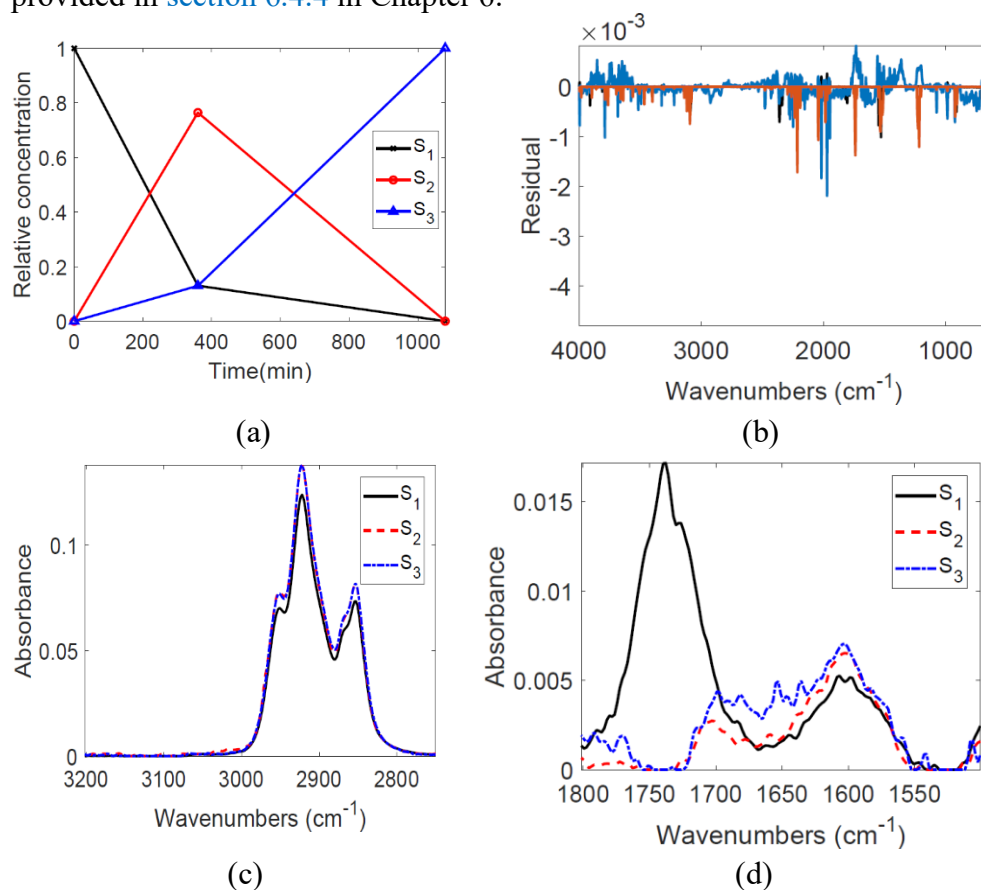 provided in section 6.4.4 in Chapter 6.
1
0.8
0.6
0.4
0.2
0
Relative concentration
S1
S2
S3
0 200 400 600 800 1000
Time(min)
(a)
×10-3
0
-1
-2
-3
-4
Residual
4000 3000 2000 1000
Wavenumbers (cm-1)
(b)
0.1
0.05
0
Absorbance
S1
S2
S3
3200 3100 3000 2900 2800
Wavenumbers (cm-1)
(c)
0.015
0.01
0.005
0
Absorbance
S1
S2
S3
1800 1750 1700 1650 1600 1550
Wavenumbers (cm-1)
(d)